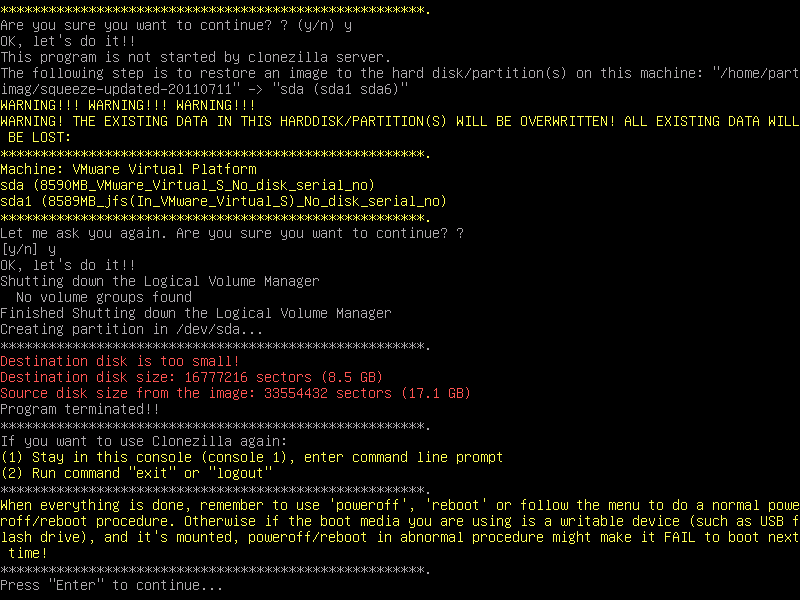 *****************************************************.
Are you sure you want to continue? ? (y/n) y
OK, let's do it!!
This program is not started by clonezilla server.
The following step is to restore an image to the hard disk/partition(s) on this machine: "/home/part
imag/squeeze-updated-20110711" -> "sda (sda1 sda6)"
WARNING!!! WARNING!!! WARNING!!!
WARNING! THE EXISTING DATA IN THIS HARDDISK/PARTITION(S) WILL BE OVERWRITTEN! ALL EXISTING DATA WILL
 BE LOST:
*****************************************************.
Machine: VMware Virtual Platform
sda (8590MB_VMware_Virtual_S_No_disk_serial_no)
sda1 (8589MB_jfs(In_VMware_Virtual_S)_No_disk_serial_no)
*****************************************************.
Let me ask you again. Are you sure you want to continue? ?
[y/n] y
OK, let's do it!!
Shutting down the Logical Volume Manager
  No volume groups found
Finished Shutting down the Logical Volume Manager
Creating partition in /dev/sda...
*****************************************************.
Destination disk is too small!
Destination disk size: 16777216 sectors (8.5 GB)
Source disk size from the image: 33554432 sectors (17.1 GB)
Program terminated!!
*****************************************************.
If you want to use Clonezilla again:
(1) Stay in this console (console 1), enter command line prompt
(2) Run command "exit" or "logout"
*****************************************************.
When everything is done, remember to use 'poweroff', 'reboot' or follow the menu to do a normal powe
roff/reboot procedure. Otherwise if the boot media you are using is a writable device (such as USB f
lash drive), and it's mounted, poweroff/reboot in abnormal procedure might make it FAIL to boot next
 time!
*****************************************************.
Press "Enter" to continue...